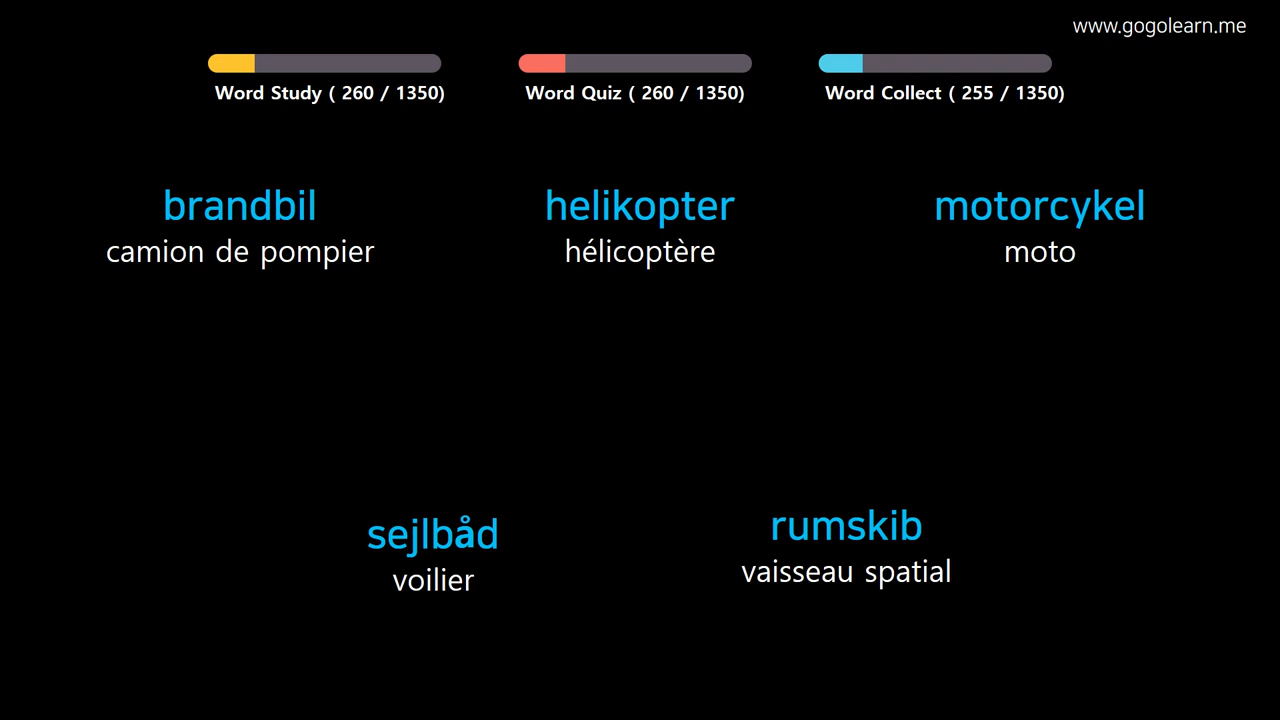 www.gogolearn.me
Word Study ( 260 / 1350)
Word Quiz ( 260 / 1350)
Word Collect ( 255 / 1350)
brandbil
camion de pompier
helikopter
hélicoptère
motorcykel
moto
sejlbåd
voilier
rumskib
vaisseau spatial